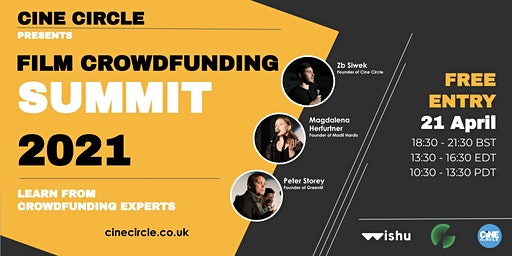 CINE CIRCLE
PRESENTS
FILM CROWDFUNDING
SUMMIT
2021
LEARN FROM
CROWDFUNDING EXPERTS
cinecircle.co.uk
Zb Siwek
Founder of Cine Circle
Magdalena
Herfurtner
Founder of Madil Hardis
Peter Storey
Founder of Greenlit
FREE
ENTRY
21 April
18:30 - 21:30 BST
13:30 - 16:30 EDT
10:30 - 13:30 PDT
wishu
CINE
CIRCLE